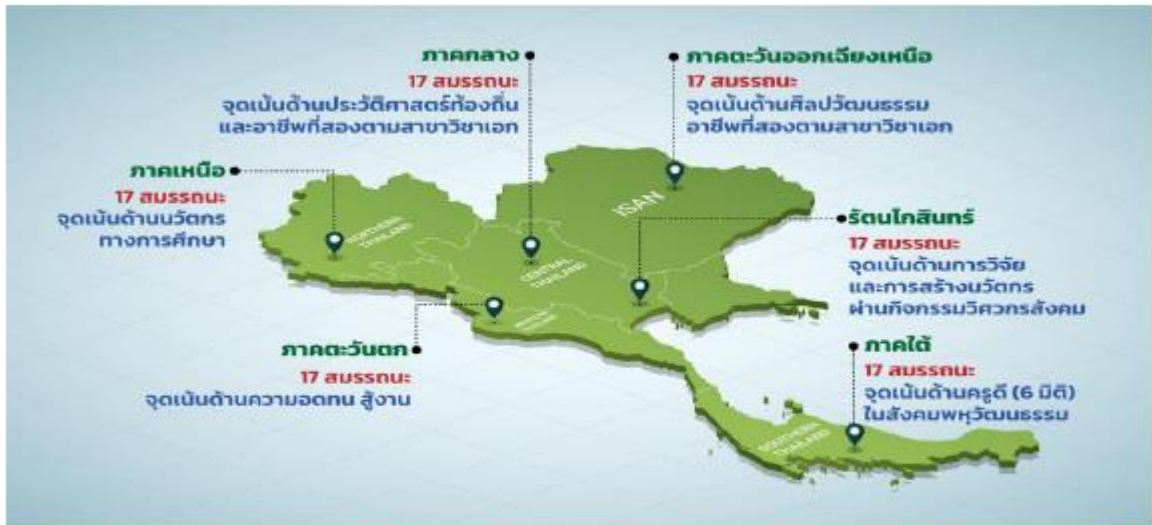 ภาคกลาง
17 สมรรถนะ
จุดเน้นด้านประวัติศาสตร์ท้องถิ่น
และอาชีพที่สองตามสาขาวิชาเอก
ภาคตะวันออกเฉียงเหนือ
17 สมรรถนะ
จุดเน้นด้านศิลปวัฒนธรรม
อาชีพที่สองตามสาขาวิชาเอก
ภาคเหนือ
17 สมรรถนะ
จุดเน้นด้านนวัตกร
ทางการศึกษา
ISAN
NORTHERN
THAILAND
CENTRAL
THAILAND
รัตนโกสินทร์
17 สมรรถนะ
จุดเน้นด้านการวิจัย
และการสร้างนวัตกร
ผ่านกิจกรรมวิศวกรสังคม
ภาคตะวันตก
17 สมรรถนะ
จุดเน้นด้านความอดทน สู้งาน
ภาคใต้
17 สมรรถนะ
จุดเน้นด้านครูดี (6 มิติ)
ในสังคมพหุวัฒนธรรม
SOUTHERN
THAILAND